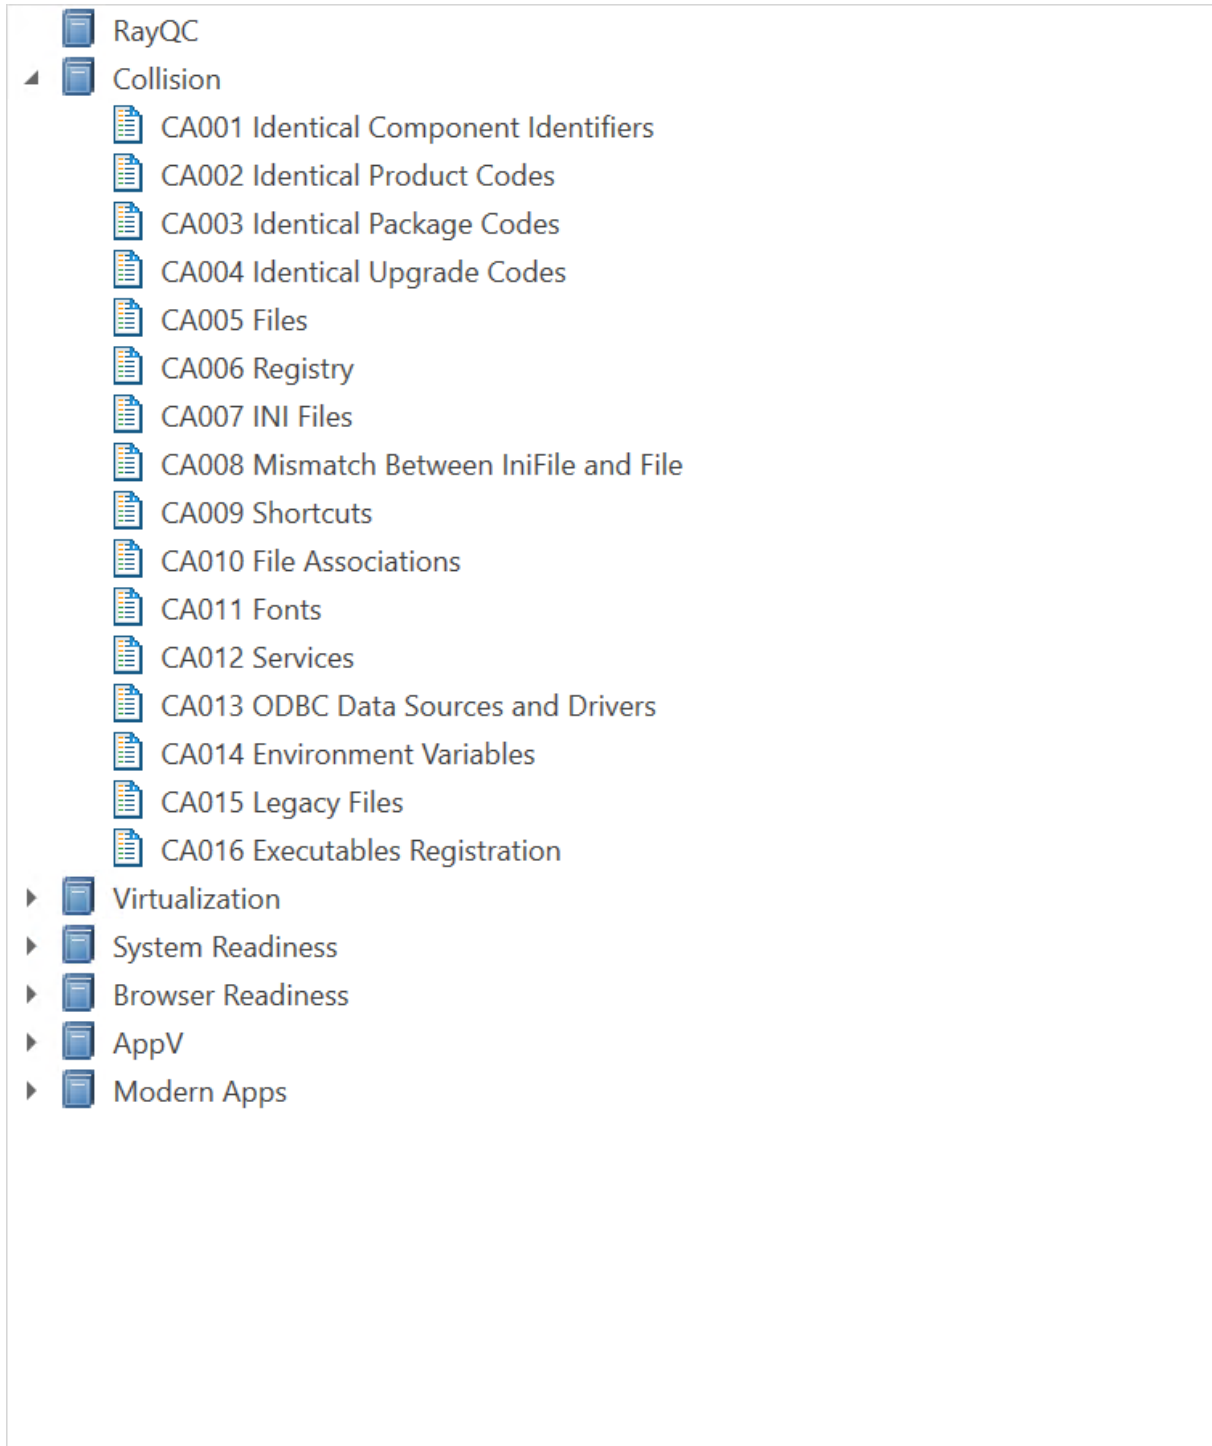 RayQC
Collision
CA001 Identical Component Identifiers
CA002 Identical Product Codes
CA003 Identical Package Codes
CA004 Identical Upgrade Codes
CA005 Files
CA006 Registry
CA007 INI Files
CA008 Mismatch Between IniFile and File
CA009 Shortcuts
CA010 File Associations
CA011 Fonts
CA012 Services
CA013 ODBC Data Sources and Drivers
CA014 Environment Variables
CA015 Legacy Files
CA016 Executables Registration
Virtualization
System Readiness
Browser Readiness
AppV
Modern Apps